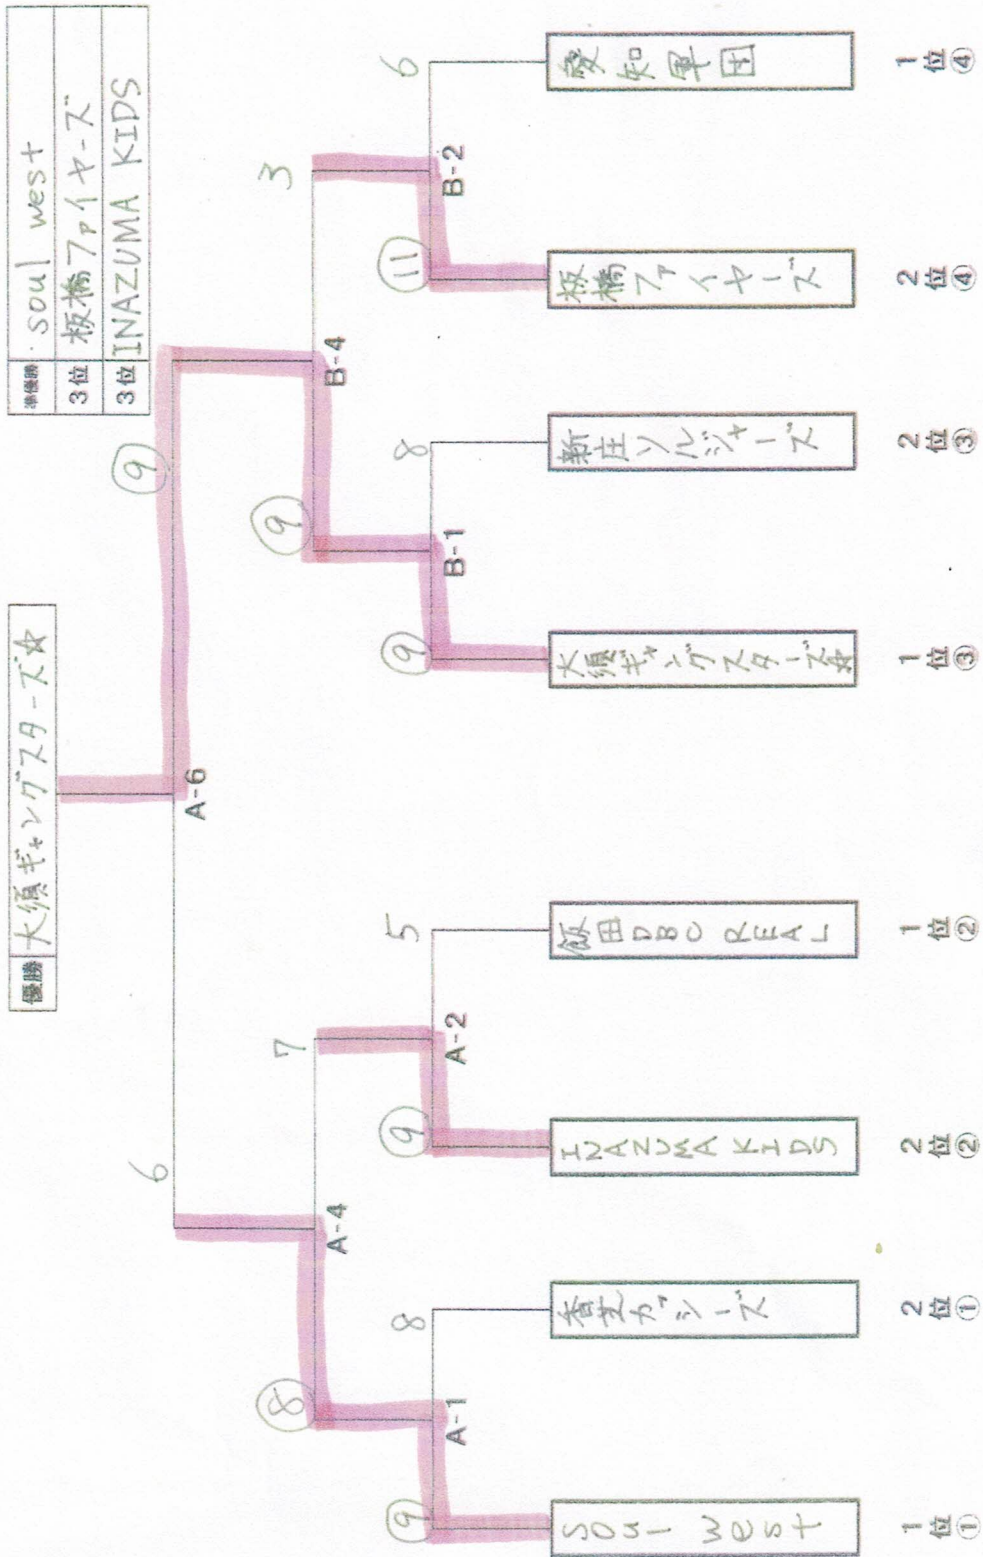 優勝 大須ギャングスターズ☆
準優勝 soul west
3位 板橋ファイヤーズ
3位 INAZUMA KIDS
⑨
6
A-6
⑧
7
⑨
3
A-4
B-4
⑨
8
⑨
5
⑨
8
⑪
6
A-1
A-2
B-1
B-2
soul west
香芝ガッシーズ
INAZUMA KIDS
飯田DBC REAL
大須ギャングスターズ☆
新庄ソルジャーズ
板橋ファイヤーズ
愛知軍団
1位①
2位①
2位②
1位②
1位③
2位③
2位④
1位④